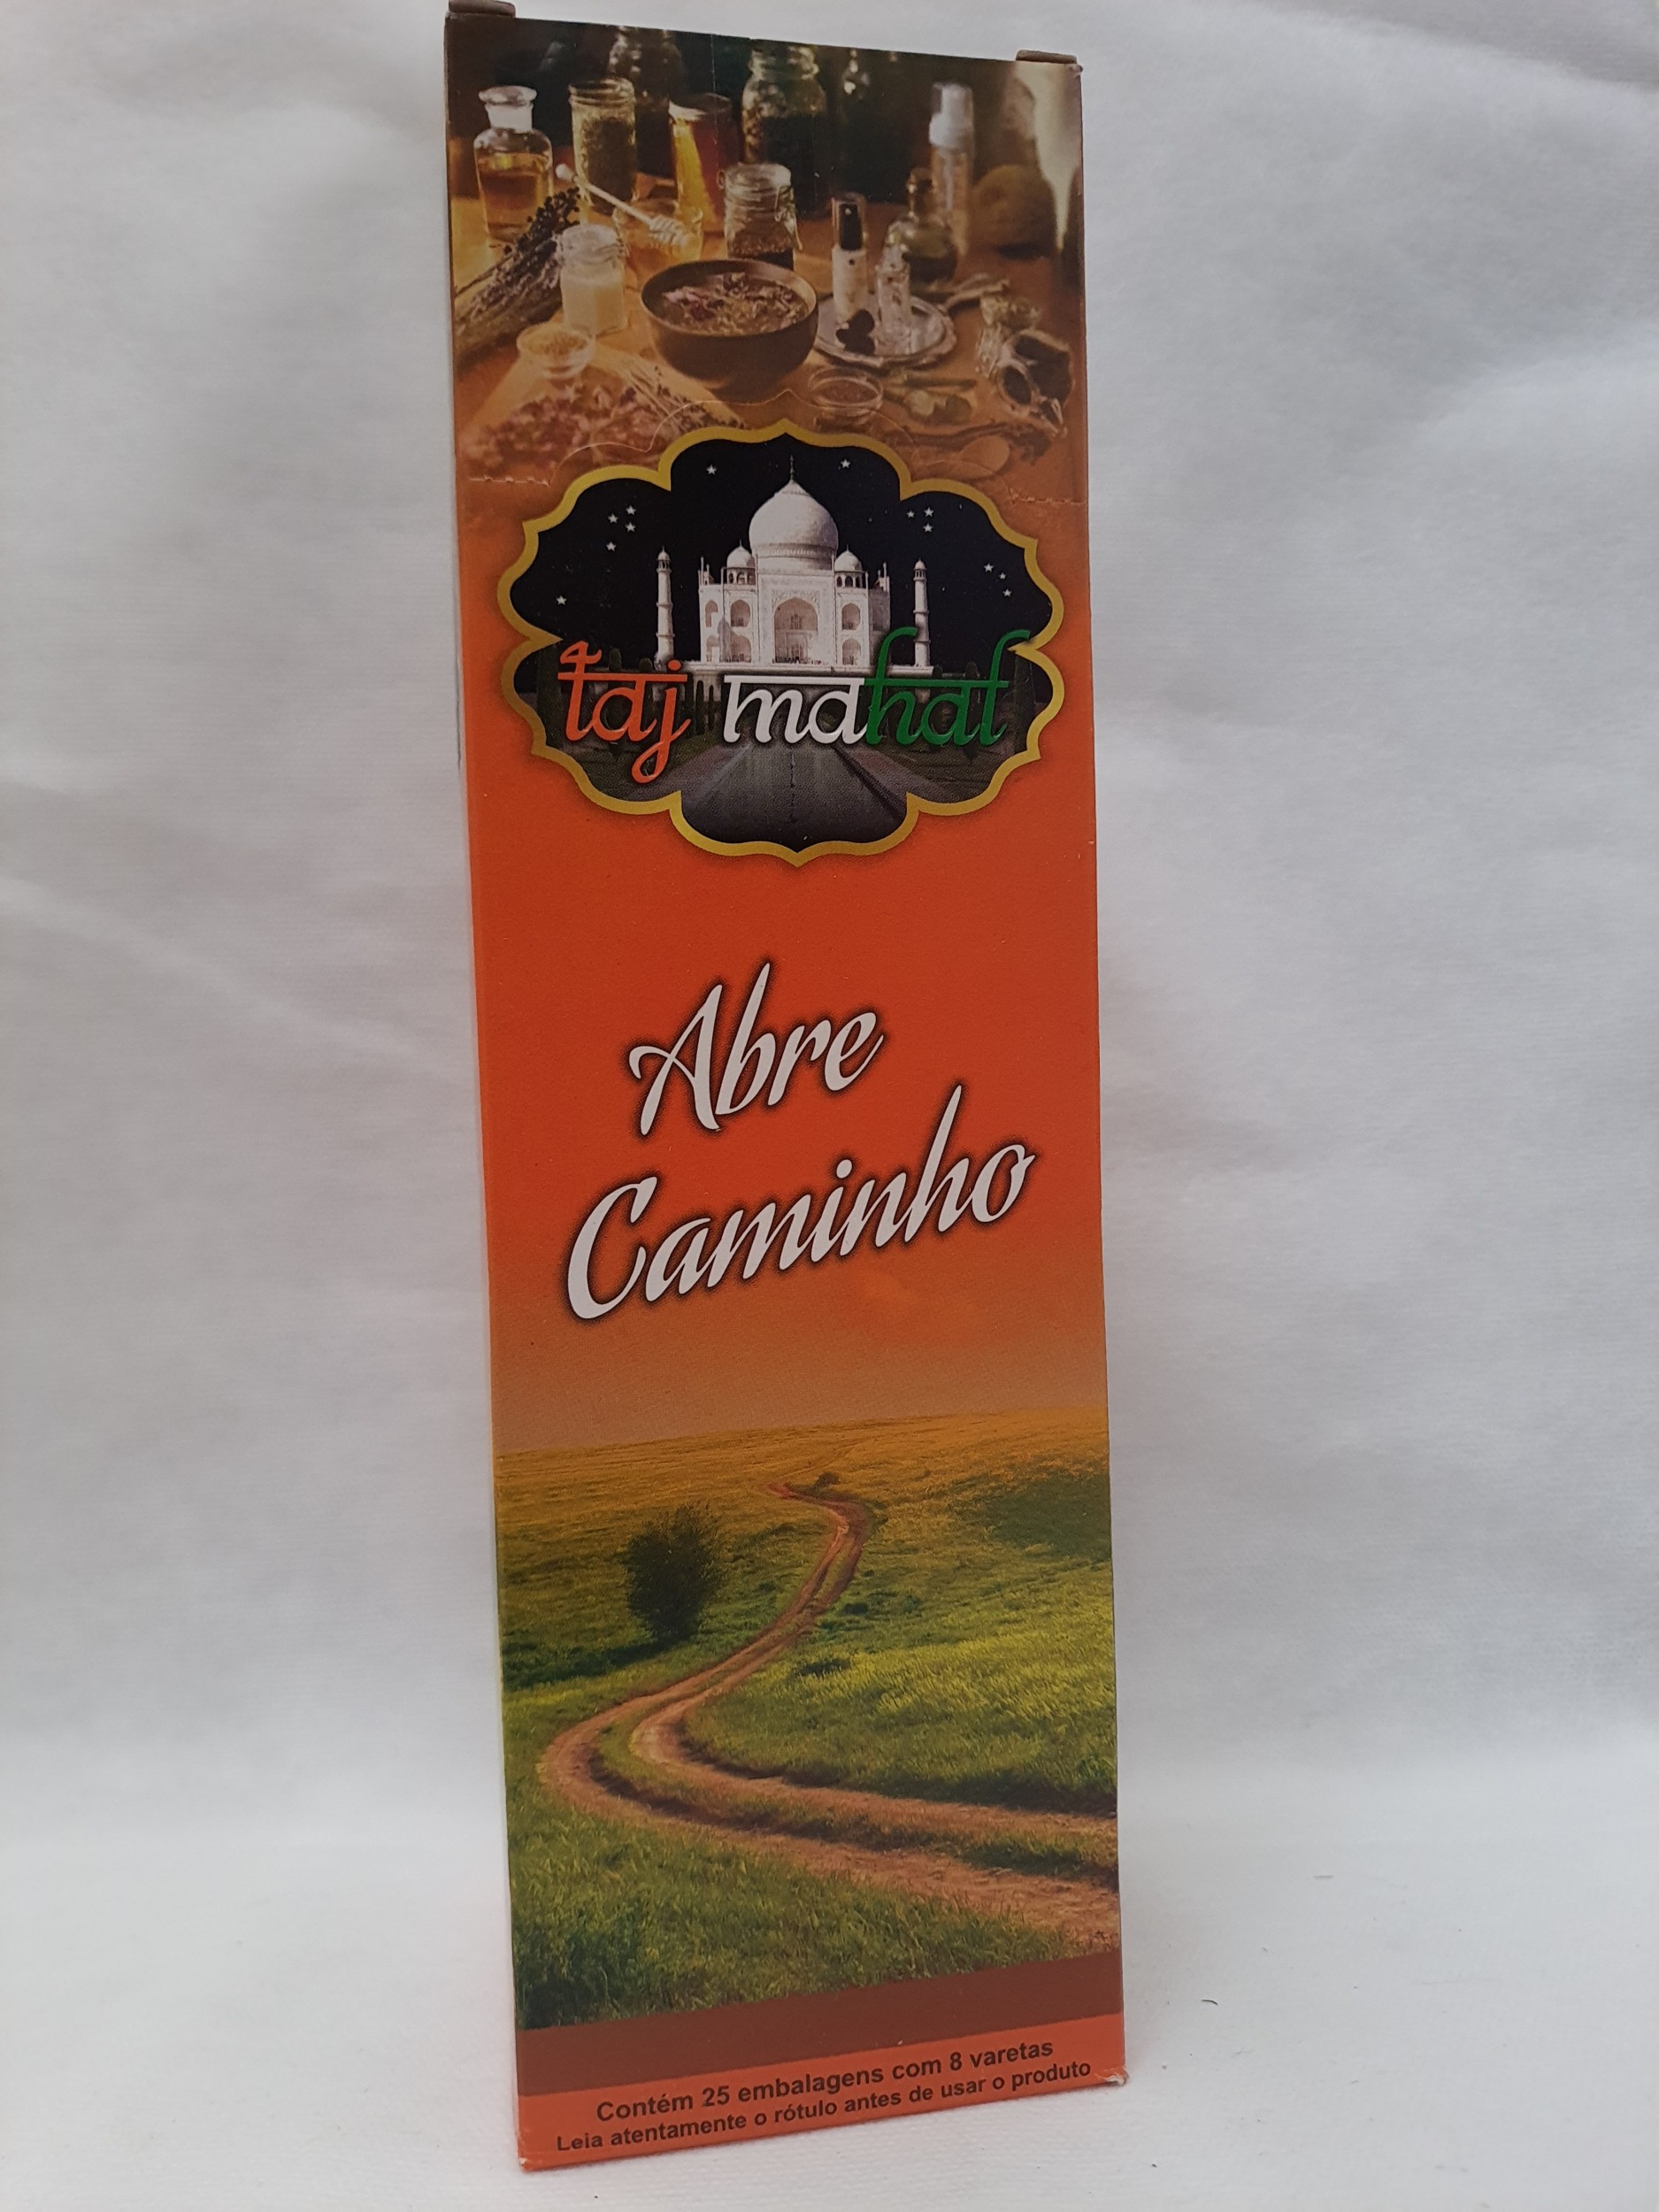 taj mahal
Abre
Caminho
Contém 25 embalagens com 8 varetas
Leia atentamente o rótulo antes de usar o produto